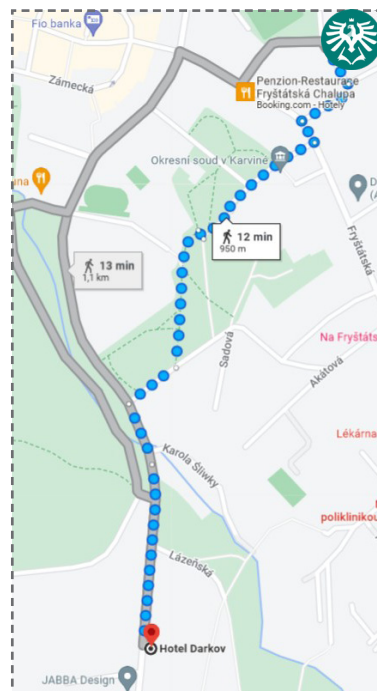 Fio banka
Zámecká
Penzion-Restaurace
Fryštátská Chalupa
Booking.com - Hotely
Okresní soud v Karviné
una
D
(A
12 min
950 m
13 min
1,1 km
Fryštátská
Sadová
Na Fryštáts
Akátová
Lékárna
Karola Śliwky
poliklinikou
Lázeňská
Hotel Darkov
JABBA Design